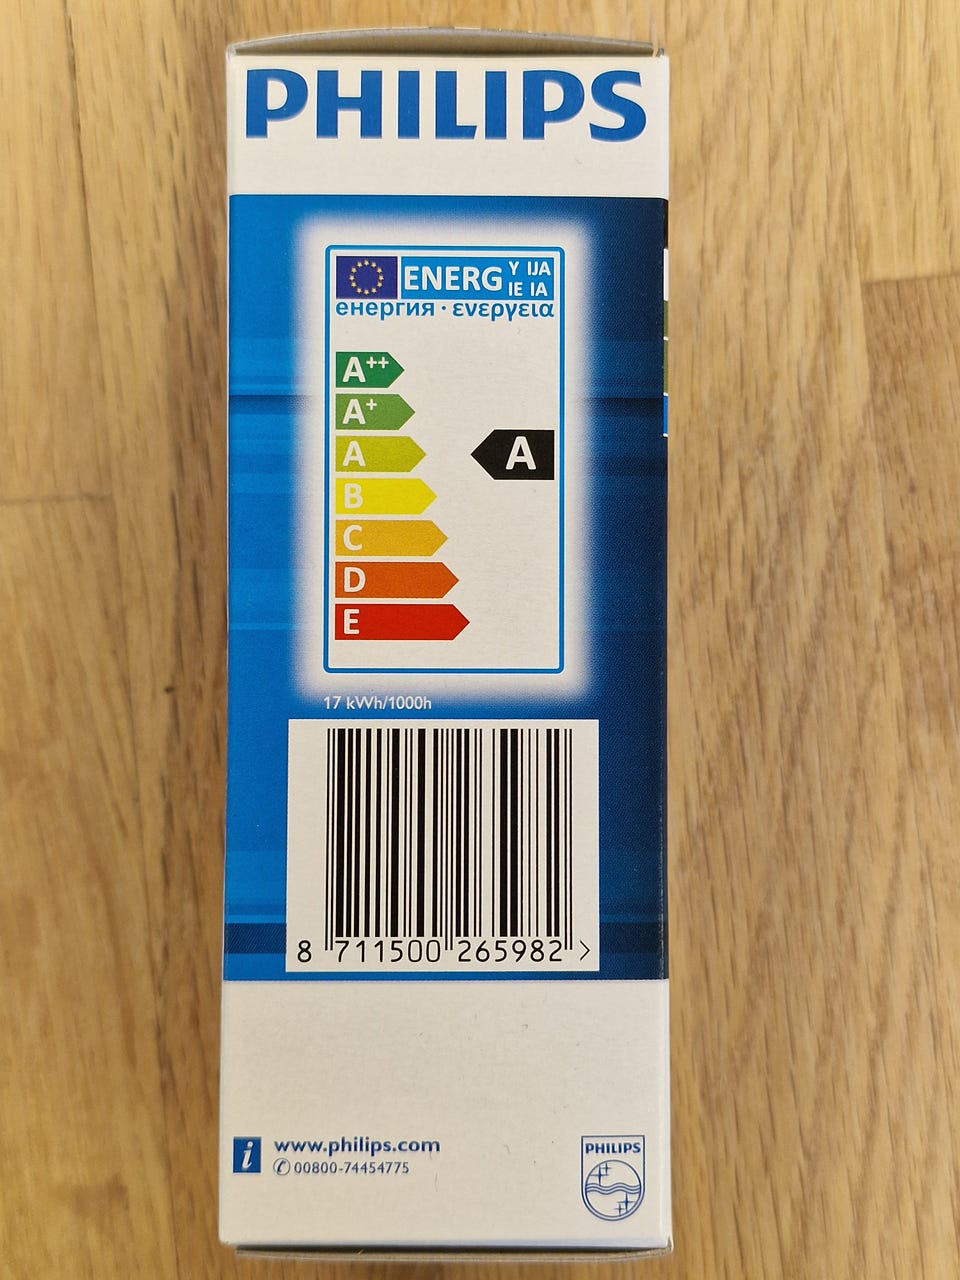 PHILIPS
ENERG Y IJA
IE IA
енергия · ενεργεια
A++
A+
A
A
B
C
D
E
17 kWh/1000h
8 711500 265982 >
i www.philips.com
✆ 00800-74454775
PHILIPS